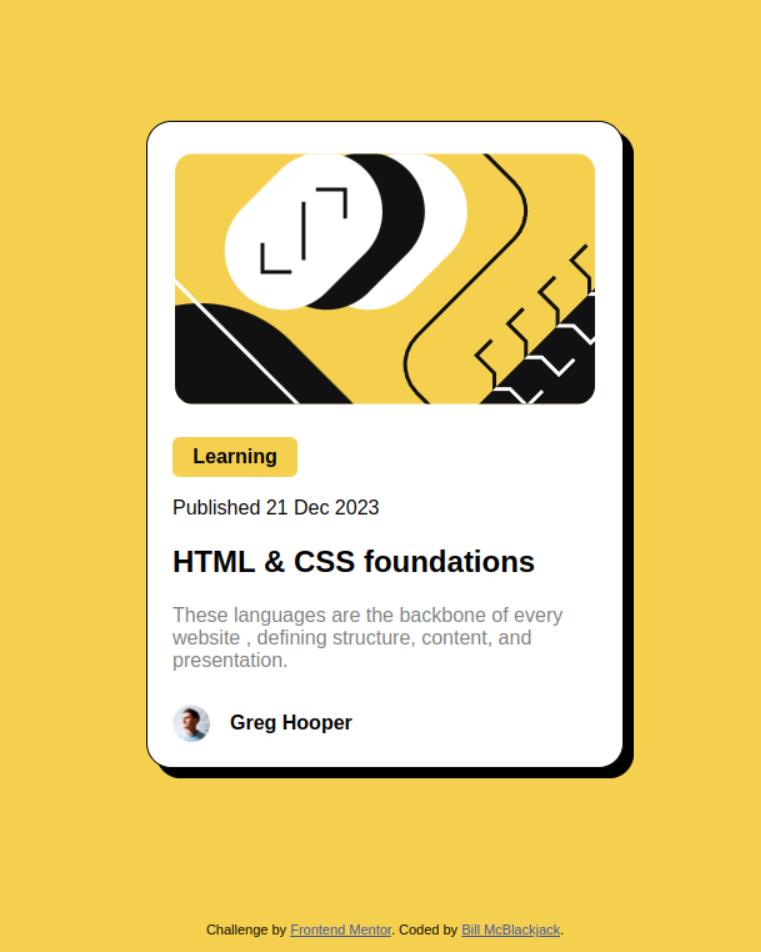 Learning
Published 21 Dec 2023
HTML & CSS foundations
These languages are the backbone of every
website , defining structure, content, and
presentation.
Greg Hooper
Challenge by Frontend Mentor. Coded by Bill McBlackjack.